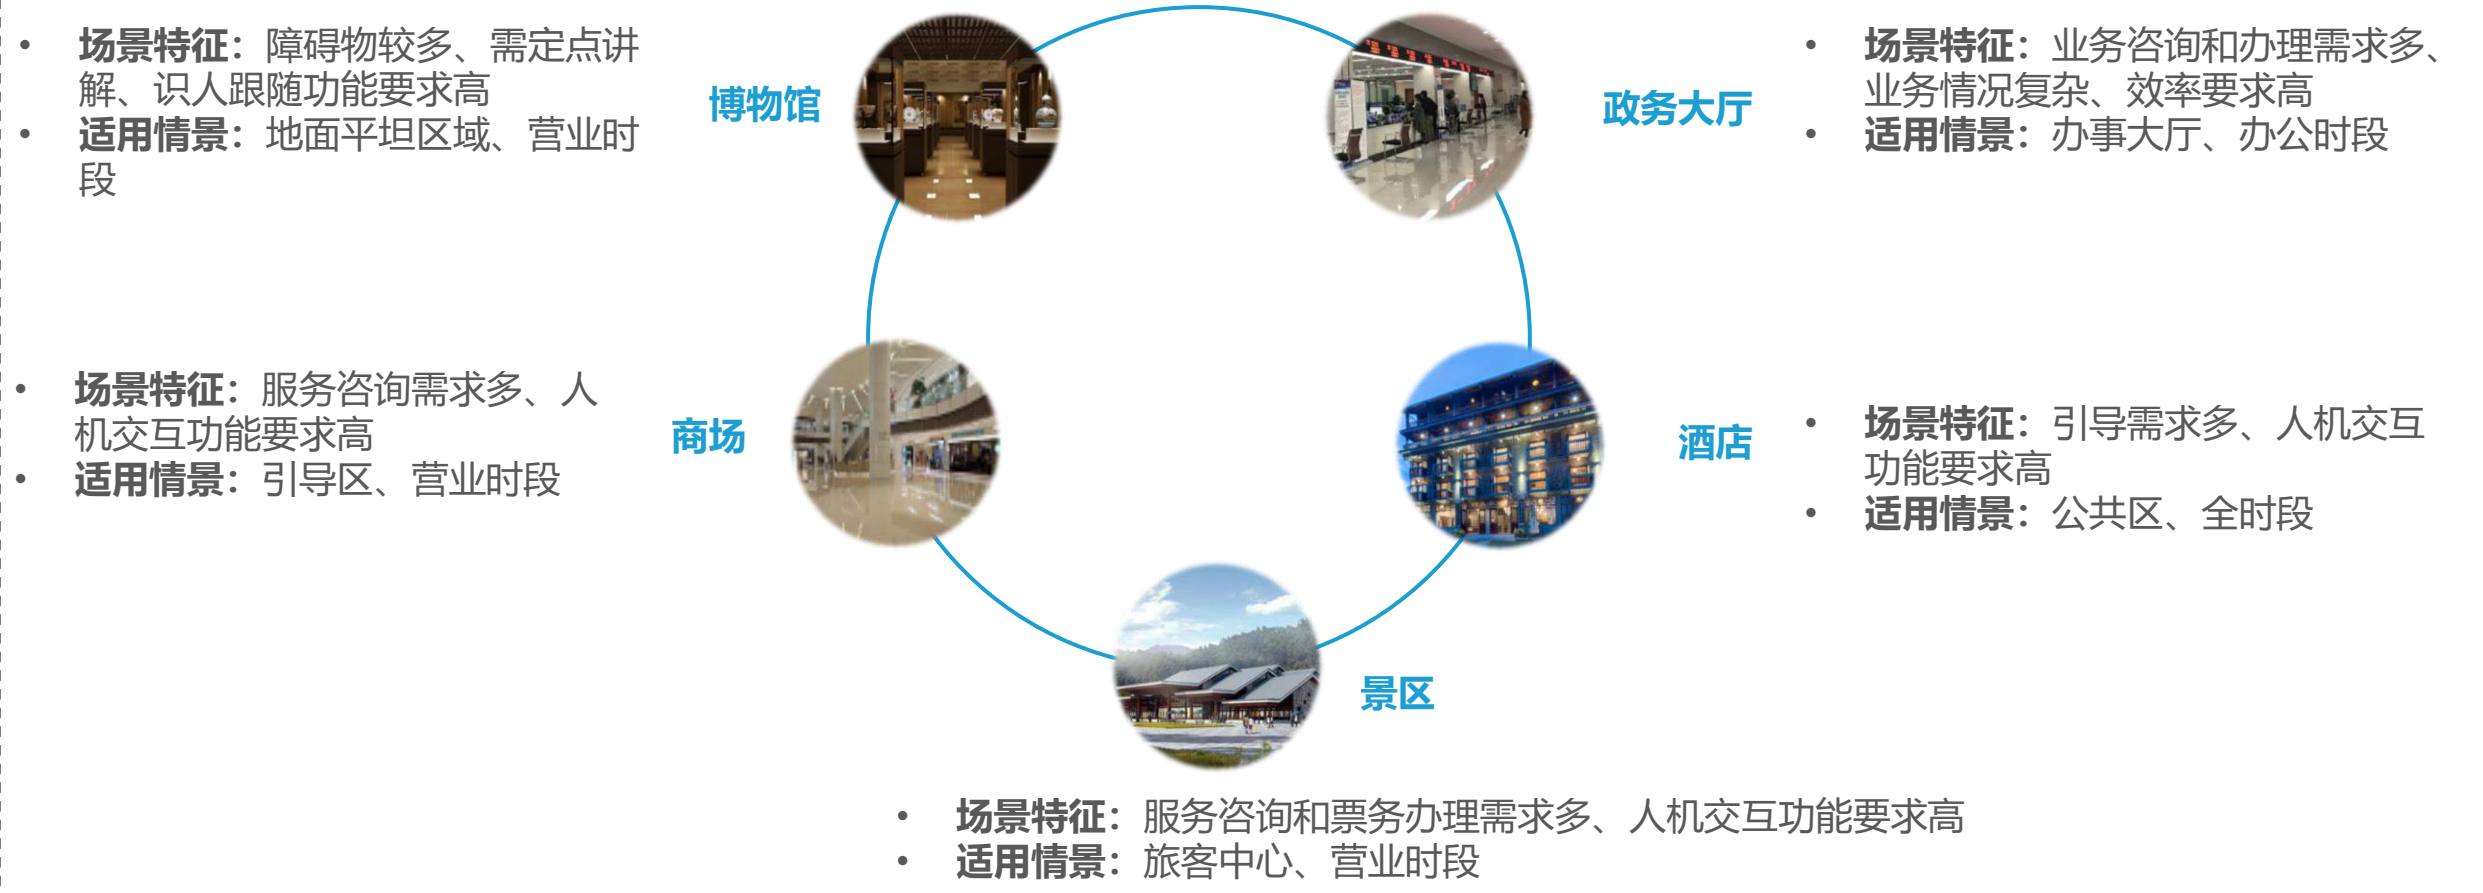 • 场景特征：障碍物较多、需定点讲
解、识人跟随功能要求高
• 适用情景：地面平坦区域、营业时
段
博物馆
政务大厅
• 场景特征：业务咨询和办理需求多、
业务情况复杂、效率要求高
• 适用情景：办事大厅、办公时段
• 场景特征：服务咨询需求多、人
机交互功能要求高
• 适用情景：引导区、营业时段
商场
酒店
• 场景特征：引导需求多、人机交互
功能要求高
• 适用情景：公共区、全时段
景区
• 场景特征：服务咨询和票务办理需求多、人机交互功能要求高
• 适用情景：旅客中心、营业时段